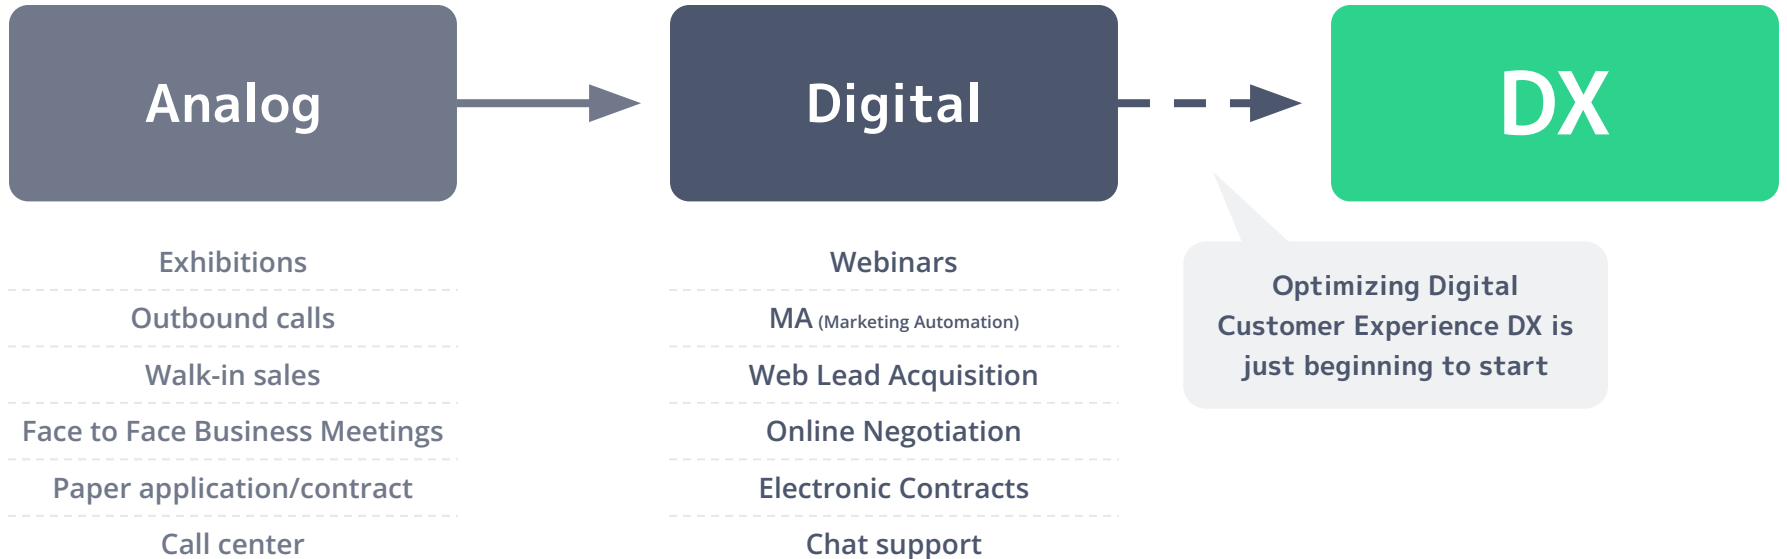 Analog
Digital
DX
Exhibitions
Outbound calls
Walk-in sales
Face to Face Business Meetings
Paper application/contract
Call center
Webinars
MA (Marketing Automation)
Web Lead Acquisition
Online Negotiation
Electronic Contracts
Chat support
Optimizing Digital
Customer Experience DX is
just beginning to start